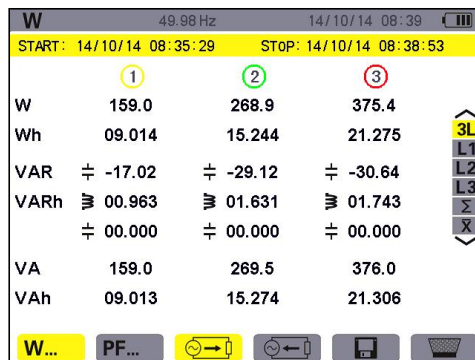 W 49.98 Hz 14/10/14 08:39
START: 14/10/14 08:35:29 STOP: 14/10/14 08:38:53
1 2 3
W 159.0 268.9 375.4
Wh 09.014 15.244 21.275
VAR -17.02 -29.12 -30.64
VARh 00.963 01.631 01.743
00.000 00.000 00.000
VA 159.0 269.5 376.0
VAh 09.013 15.274 21.306
3L
L1
L2
L3
Σ
X̄
W... PF...